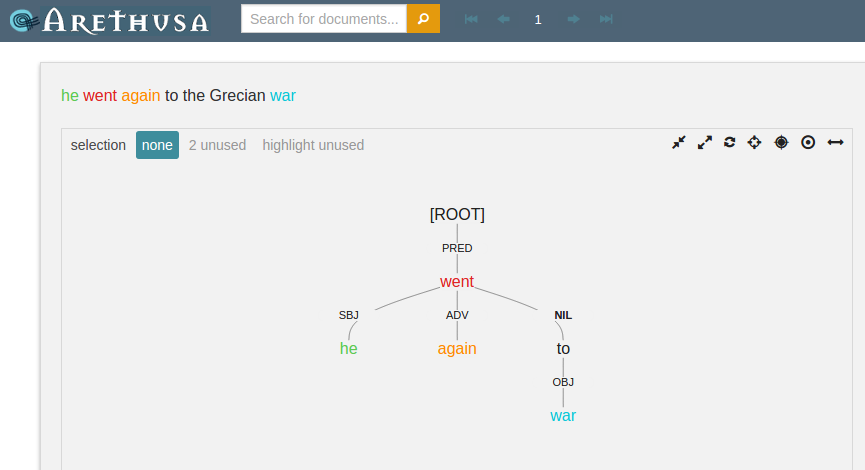 ARETHUSA Search for documents... 1
he went again to the Grecian war
selection none 2 unused highlight unused
[ROOT]
PRED
went
SBJ ADV NIL
he again to
OBJ
war